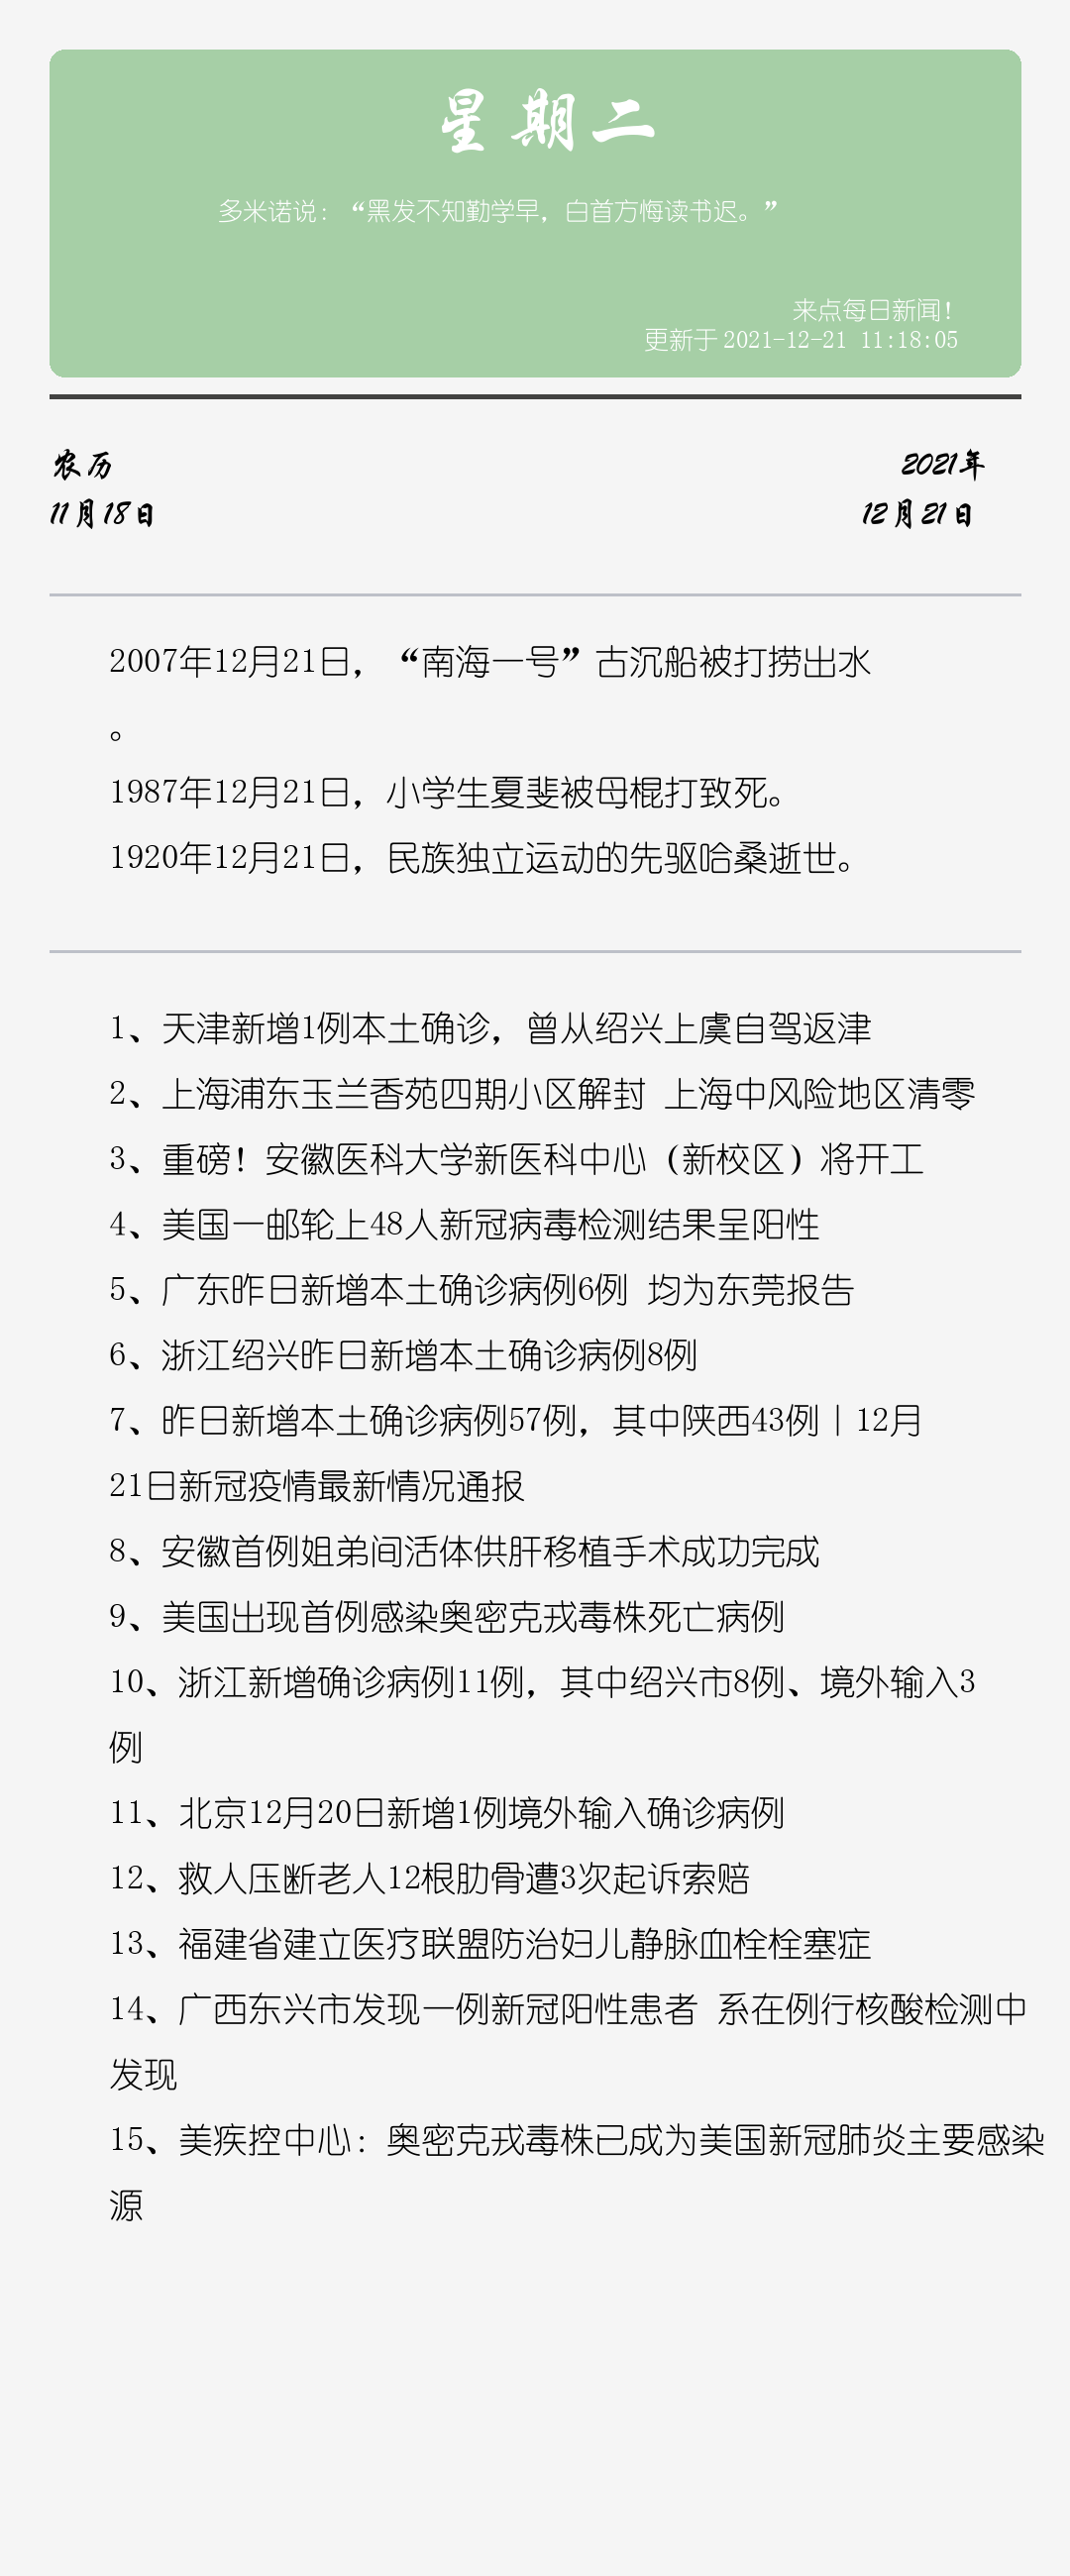 星期二
多米诺说：“黑发不知勤学早，白首方悔读书迟。”
来点每日新闻！
更新于 2021-12-21 11:18:05
农历
2021年
11月18日
12月21日
2007年12月21日，“南海一号”古沉船被打捞出水
。
1987年12月21日，小学生夏斐被母棍打致死。
1920年12月21日，民族独立运动的先驱哈桑逝世。
1、天津新增1例本土确诊，曾从绍兴上虞自驾返津
2、上海浦东玉兰香苑四期小区解封 上海中风险地区清零
3、重磅！安徽医科大学新医科中心（新校区）将开工
4、美国一邮轮上48人新冠病毒检测结果呈阳性
5、广东昨日新增本土确诊病例6例 均为东莞报告
6、浙江绍兴昨日新增本土确诊病例8例
7、昨日新增本土确诊病例57例，其中陕西43例丨12月
21日新冠疫情最新情况通报
8、安徽首例姐弟间活体供肝移植手术成功完成
9、美国出现首例感染奥密克戎毒株死亡病例
10、浙江新增确诊病例11例，其中绍兴市8例、境外输入3
例
11、北京12月20日新增1例境外输入确诊病例
12、救人压断老人12根肋骨遭3次起诉索赔
13、福建省建立医疗联盟防治妇儿静脉血栓栓塞症
14、广西东兴市发现一例新冠阳性患者 系在例行核酸检测中
发现
15、美疾控中心：奥密克戎毒株已成为美国新冠肺炎主要感染
源